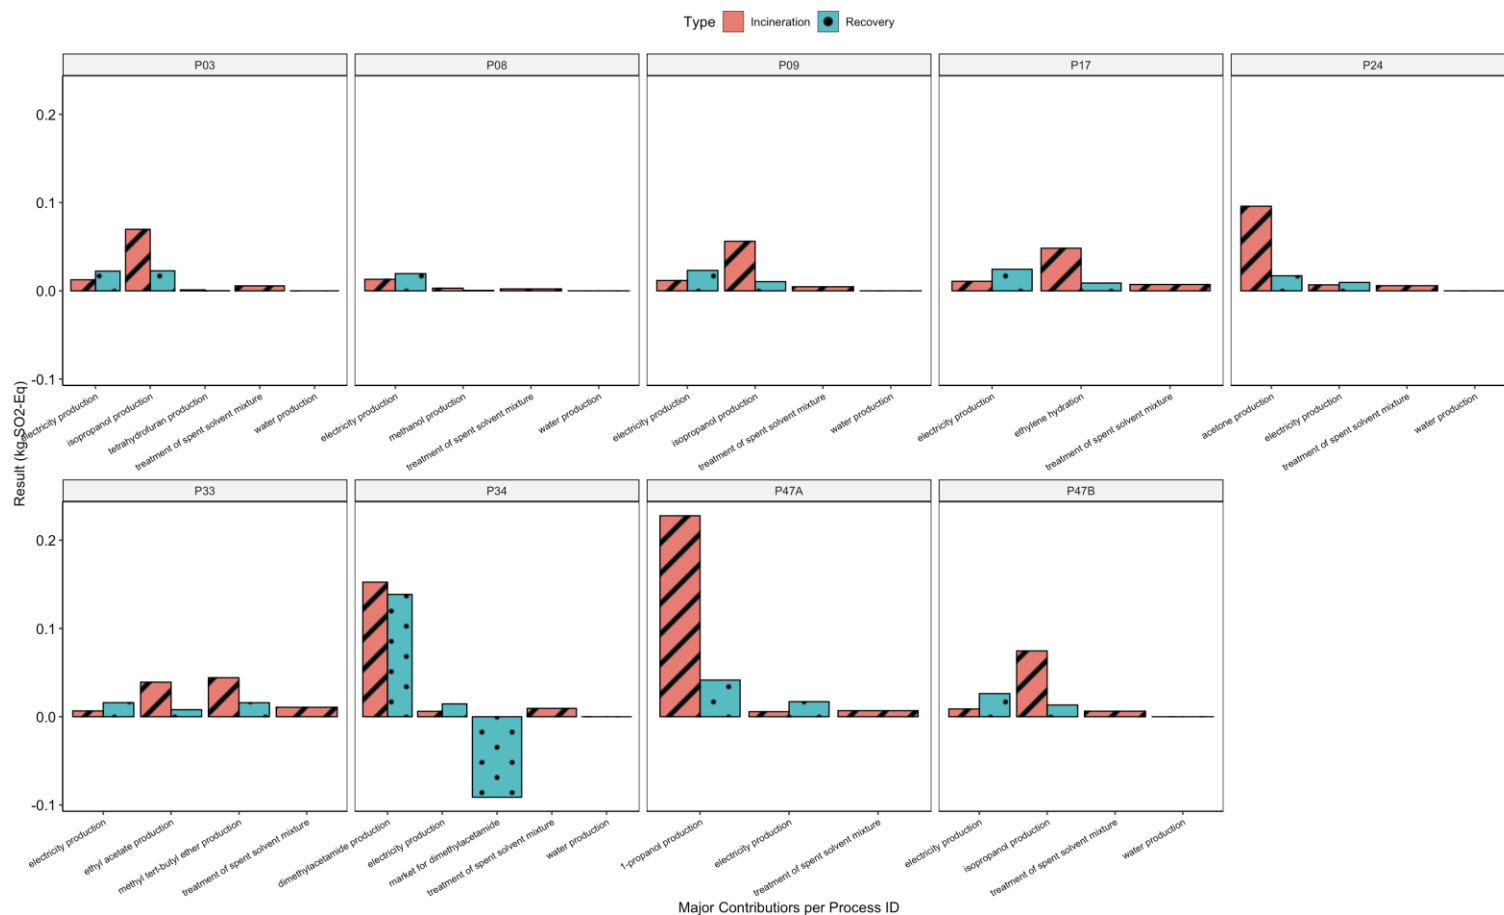 Type Incineration Recovery
P03 P08 P09 P17 P24
0.2
0.1
0.0
-0.1
electricity production
isopropanol production
tetrahydrofuran production
treatment of spent solvent mixture
water production
electricity production
methanol production
treatment of spent solvent mixture
water production
electricity production
isopropanol production
treatment of spent solvent mixture
water production
electricity production
ethylene hydration
treatment of spent solvent mixture
acetone production
electricity production
treatment of spent solvent mixture
water production
Result (kg SO2-Eq)
P33 P34 P47A P47B
0.2
0.1
0.0
-0.1
electricity production
ethyl acetate production
methyl tert-butyl ether production
treatment of spent solvent mixture
dimethylacetamide production
electricity production
market for dimethylacetamide
treatment of spent solvent mixture
water production
1-propanol production
electricity production
treatment of spent solvent mixture
electricity production
isopropanol production
treatment of spent solvent mixture
water production
Major Contributiors per Process ID